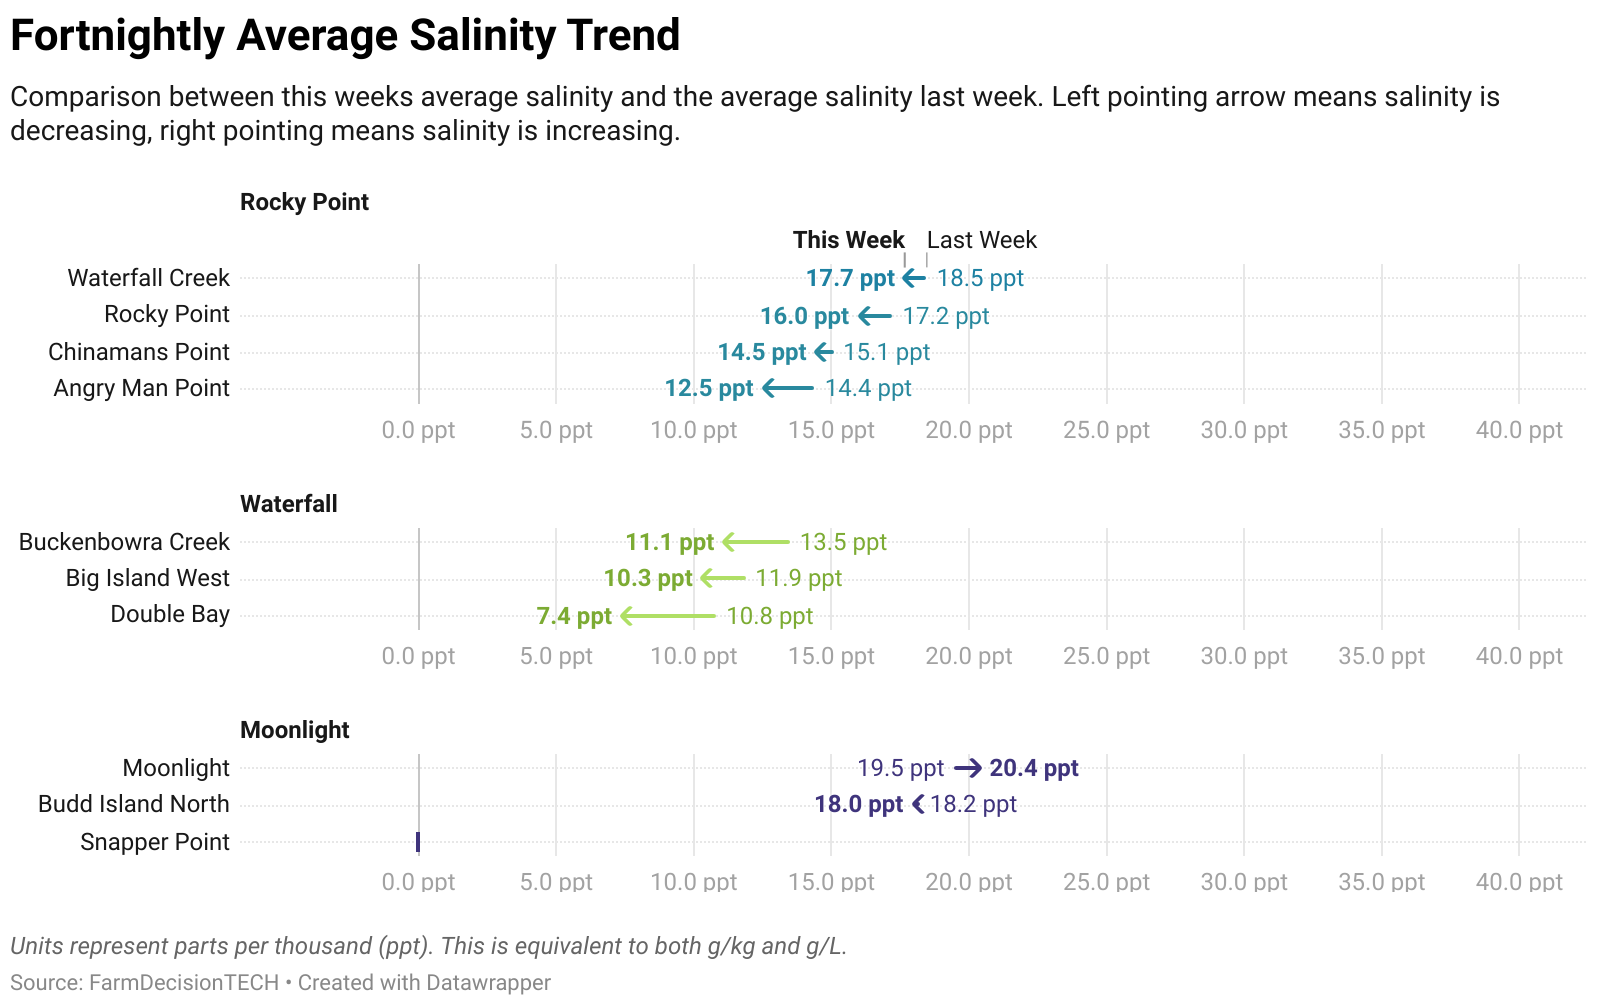 Fortnightly Average Salinity Trend
Comparison between this weeks average salinity and the average salinity last week. Left pointing arrow means salinity is
decreasing, right pointing means salinity is increasing.
Rocky Point
This Week Last Week
Waterfall Creek 17.7 ppt 18.5 ppt
Rocky Point 16.0 ppt 17.2 ppt
Chinamans Point 14.5 ppt 15.1 ppt
Angry Man Point 12.5 ppt 14.4 ppt
0.0 ppt 5.0 ppt 10.0 ppt 15.0 ppt 20.0 ppt 25.0 ppt 30.0 ppt 35.0 ppt 40.0 ppt
Waterfall
Buckenbowra Creek 11.1 ppt 13.5 ppt
Big Island West 10.3 ppt 11.9 ppt
Double Bay 7.4 ppt 10.8 ppt
0.0 ppt 5.0 ppt 10.0 ppt 15.0 ppt 20.0 ppt 25.0 ppt 30.0 ppt 35.0 ppt 40.0 ppt
Moonlight
Moonlight 19.5 ppt 20.4 ppt
Budd Island North 18.0 ppt 18.2 ppt
Snapper Point
0.0 ppt 5.0 ppt 10.0 ppt 15.0 ppt 20.0 ppt 25.0 ppt 30.0 ppt 35.0 ppt 40.0 ppt
Units represent parts per thousand (ppt). This is equivalent to both g/kg and g/L.
Source: FarmDecisionTECH • Created with Datawrapper